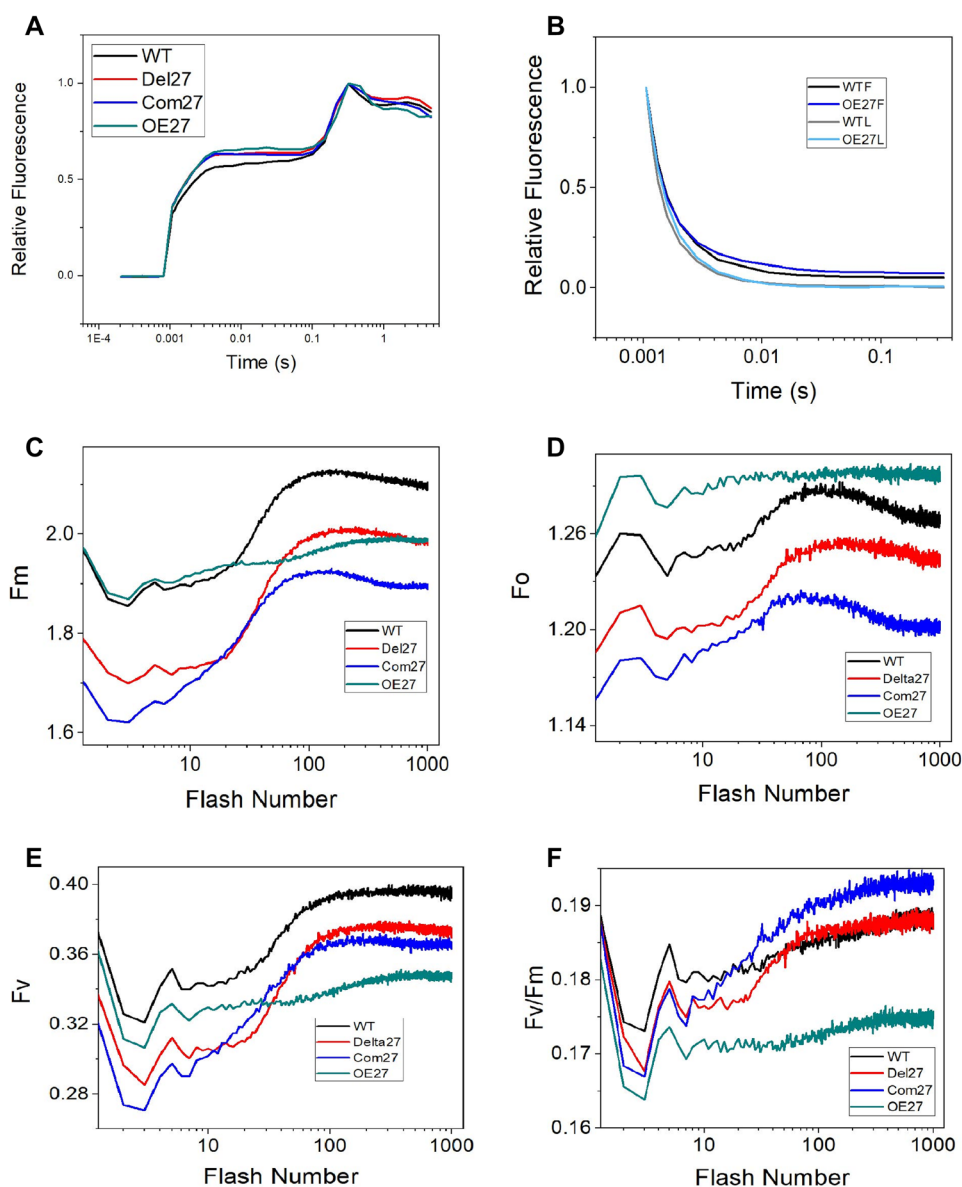 A
WT
Del27
Com27
OE27
1.0
0.5
0.0
Relative Fluorescence
1E-4
0.001
0.01
0.1
1
Time (s)
B
WTF
OE27F
WTL
OE27L
1.0
0.5
0.0
Relative Fluorescence
0.001
0.01
0.1
Time (s)
C
2.0
1.8
1.6
Fm
WT
Del27
Com27
OE27
10
100
1000
Flash Number
D
1.26
1.20
1.14
Fo
WT
Delta27
Com27
OE27
10
100
1000
Flash Number
E
0.40
0.36
0.32
0.28
Fv
WT
Delta27
Com27
OE27
10
100
1000
Flash Number
F
0.19
0.18
0.17
0.16
Fv/Fm
WT
Del27
Com27
OE27
10
100
1000
Flash Number